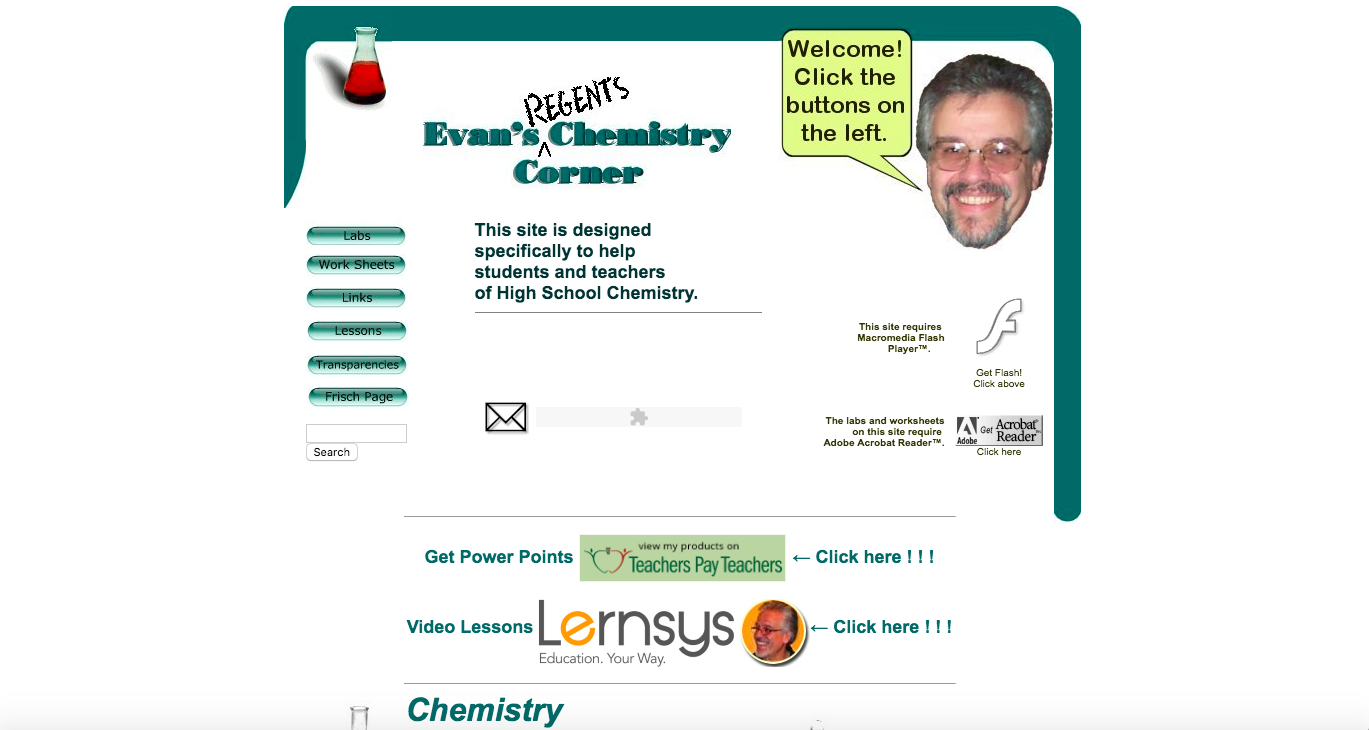 Welcome!
Click the
buttons on
the left.
REGENTS
Evan's ^ Chemistry
Corner
Labs
Work Sheets
Links
Lessons
Transparencies
Frisch Page
Search
This site is designed
specifically to help
students and teachers
of High School Chemistry.
This site requires
Macromedia Flash
Player™.
Get Flash!
Click above
The labs and worksheets
on this site require
Adobe Acrobat Reader™.
Adobe Get Acrobat Reader
Click here
Get Power Points view my products on Teachers Pay Teachers ← Click here ! ! !
Video Lessons Lernsys ← Click here ! ! !
Education. Your Way.
Chemistry